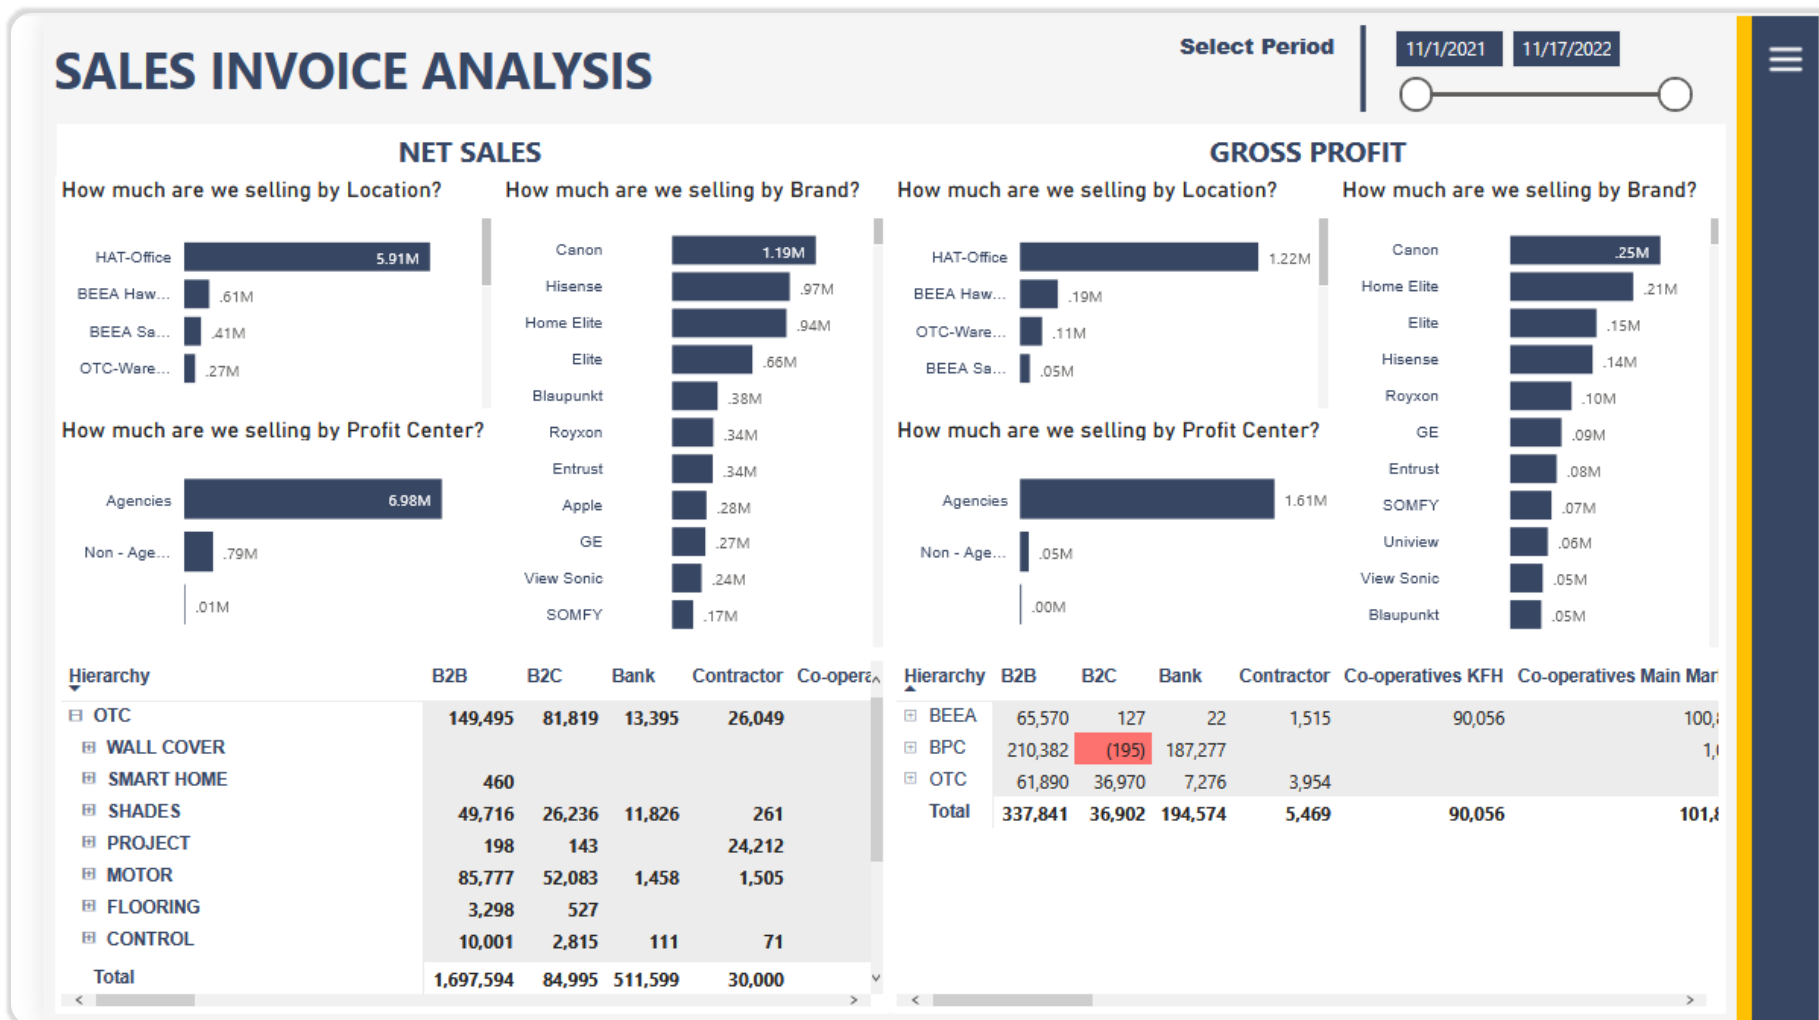 SALES INVOICE ANALYSIS
Select Period
11/1/2021 11/17/2022
NET SALES
How much are we selling by Location?
HAT-Office 5.91M
BEEA Haw... .61M
BEEA Sa... .41M
OTC-Ware... .27M
How much are we selling by Profit Center?
Agencies 6.98M
Non - Age... .79M
.01M
How much are we selling by Brand?
Canon 1.19M
Hisense .97M
Home Elite .94M
Elite .66M
Blaupunkt .38M
Royxon .34M
Entrust .34M
Apple .28M
GE .27M
View Sonic .24M
SOMFY .17M
GROSS PROFIT
How much are we selling by Location?
HAT-Office 1.22M
BEEA Haw... .19M
OTC-Ware... .11M
BEEA Sa... .05M
How much are we selling by Profit Center?
Agencies 1.61M
Non - Age... .05M
.00M
How much are we selling by Brand?
Canon .25M
Home Elite .21M
Elite .15M
Hisense .14M
Royxon .10M
GE .09M
Entrust .08M
SOMFY .07M
Uniview .06M
View Sonic .05M
Blaupunkt .05M
Hierarchy B2B B2C Bank Contractor Co-opera
OTC 149,495 81,819 13,395 26,049
WALL COVER
SMART HOME 460
SHADES 49,716 26,236 11,826 261
PROJECT 198 143 24,212
MOTOR 85,777 52,083 1,458 1,505
FLOORING 3,298 527
CONTROL 10,001 2,815 111 71
Total 1,697,594 84,995 511,599 30,000
Hierarchy B2B B2C Bank Contractor Co-operatives KFH Co-operatives Main Mar
BEEA 65,570 127 22 1,515 90,056 100,
BPC 210,382 (195) 187,277 1,
OTC 61,890 36,970 7,276 3,954
Total 337,841 36,902 194,574 5,469 90,056 101,